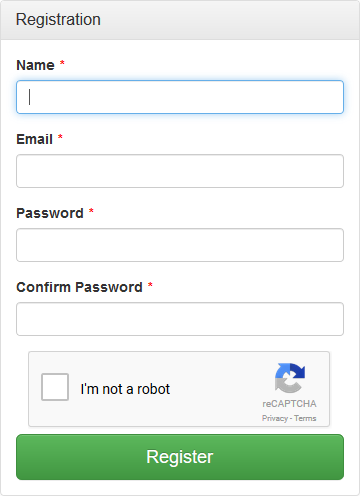 Registration
Name *
Email *
Password *
Confirm Password *
I'm not a robot
reCAPTCHA
Privacy - Terms
Register